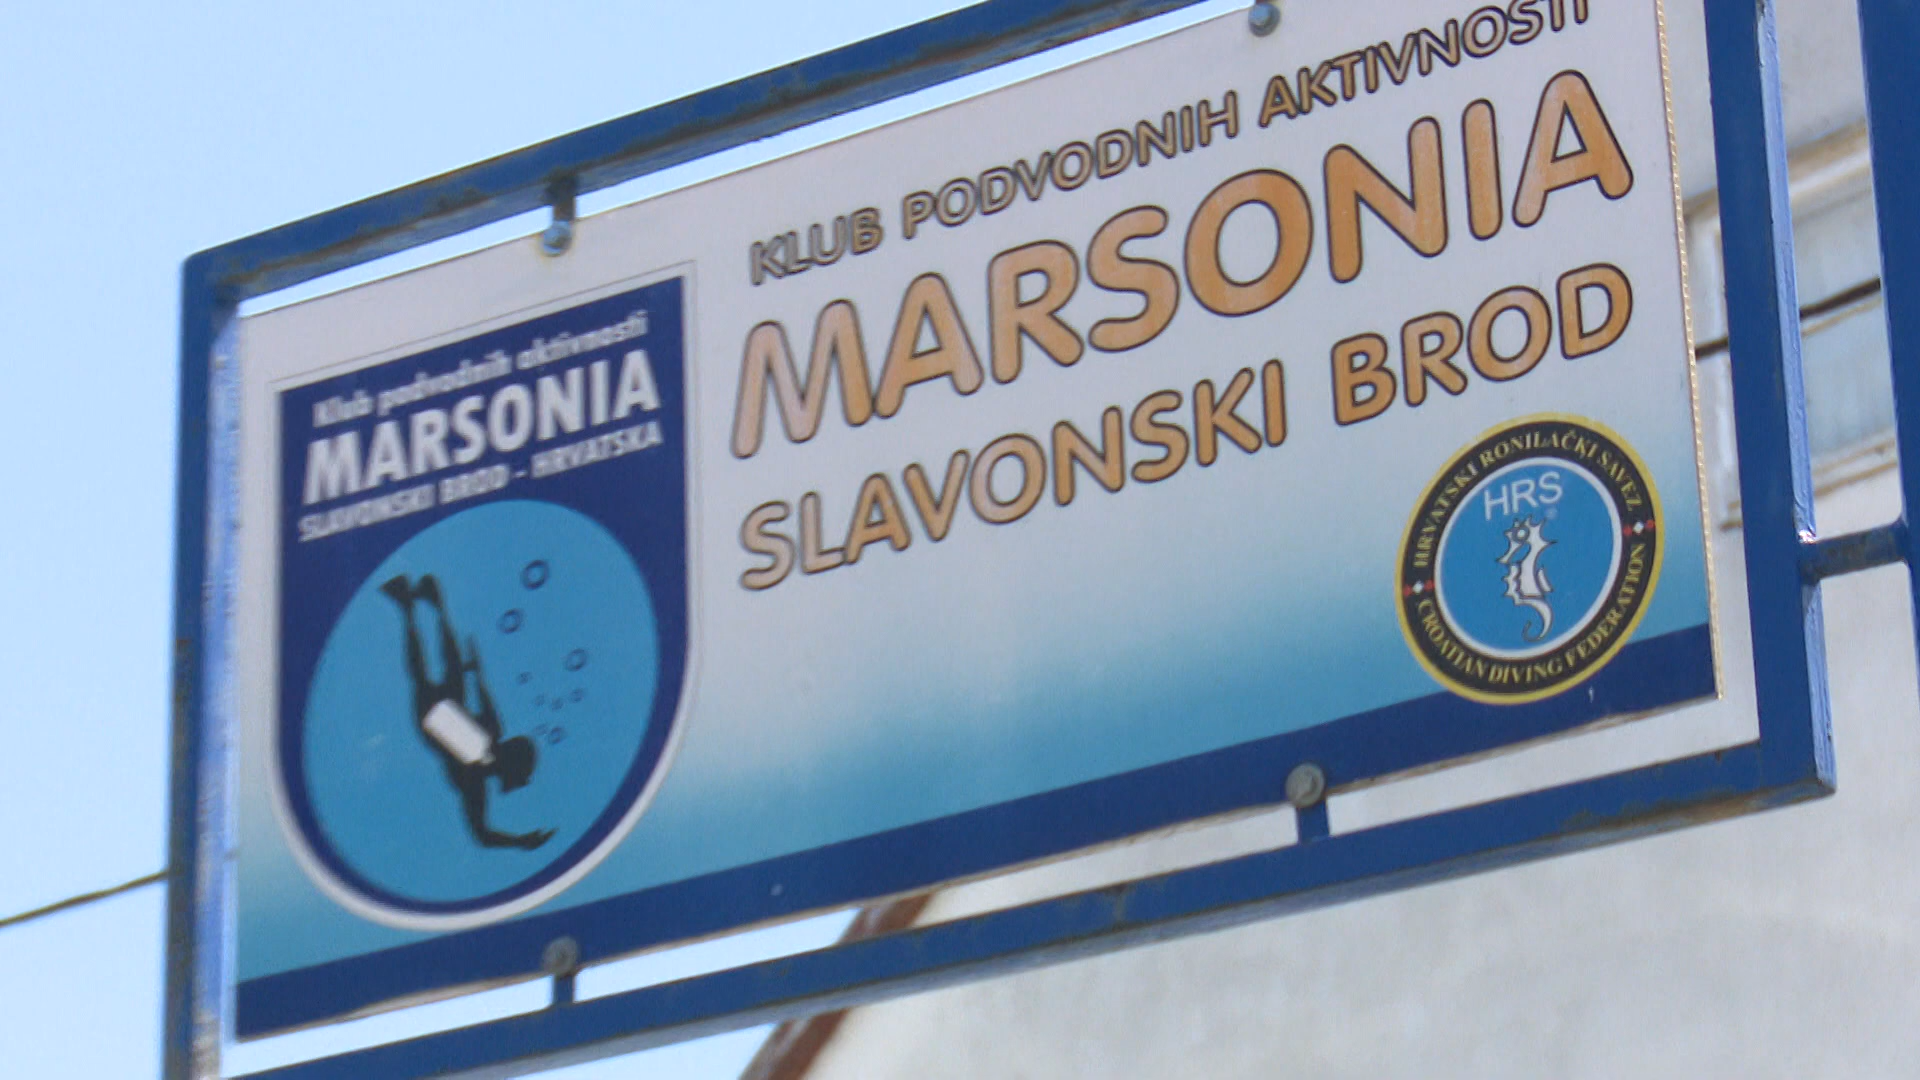 KLUB PODVODNIH AKTIVNOSTI
MARSONIA
SLAVONSKI BROD
Klub podvodnih aktivnosti
MARSONIA
SLAVONSKI BROD - HRVATSKA
HRVATSKI RONILAČKI SAVEZ
HRS
CROATIAN DIVING FEDERATION